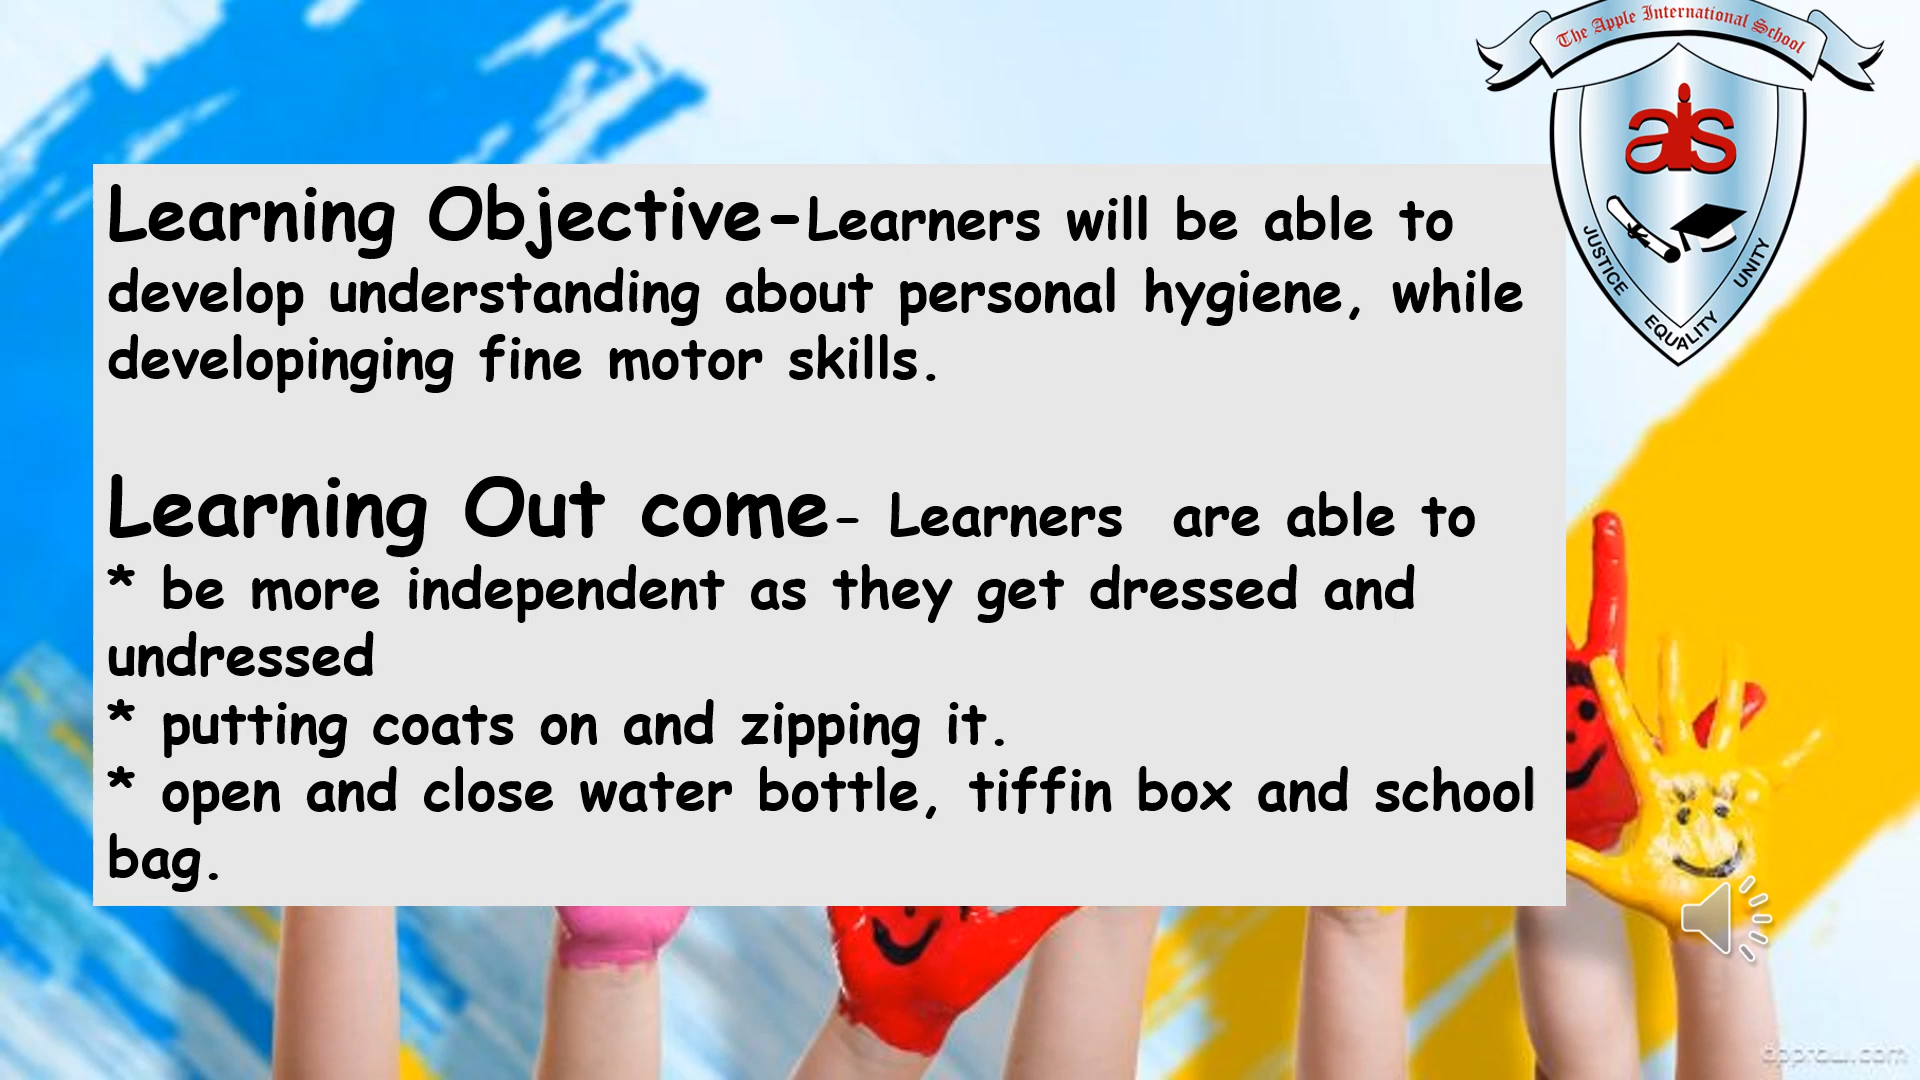 The Apple International School
ais
JUSTICE
EQUALITY
UNITY
Learning Objective-Learners will be able to
develop understanding about personal hygiene, while
developinging fine motor skills.
Learning Out come- Learners are able to
* be more independent as they get dressed and
undressed
* putting coats on and zipping it.
* open and close water bottle, tiffin box and school
bag.